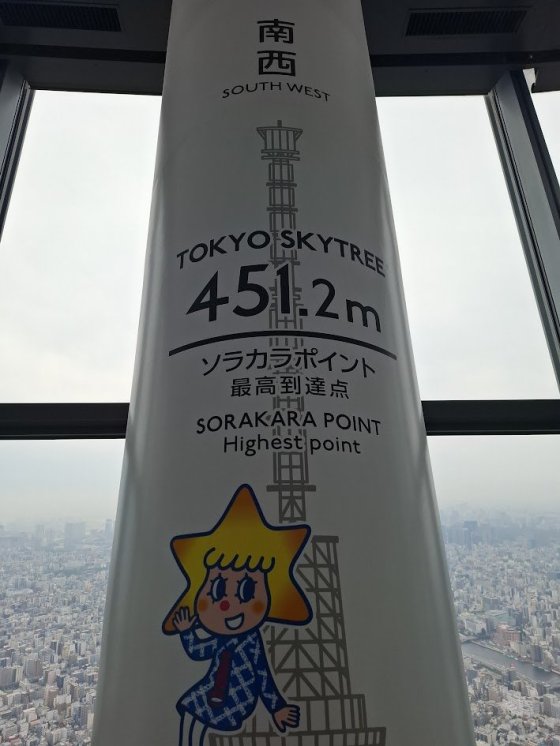 南
西
SOUTH WEST
TOKYO SKYTREE
451.2m
ソラカラポイント
最高到達点
SORAKARA POINT
Highest point